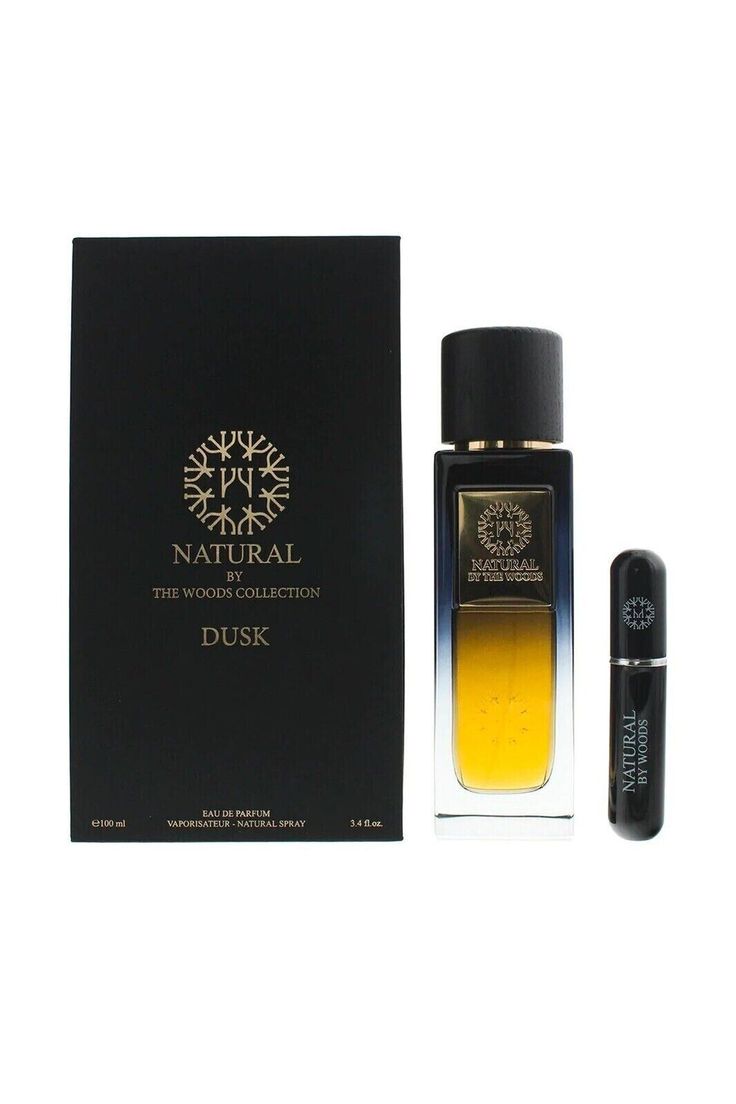 NATURAL
BY
THE WOODS COLLECTION
DUSK
EAU DE PARFUM
℮100 ml VAPORISATEUR - NATURAL SPRAY 3.4 fl.oz.
NATURAL
BY THE WOODS
NATURAL
BY WOODS